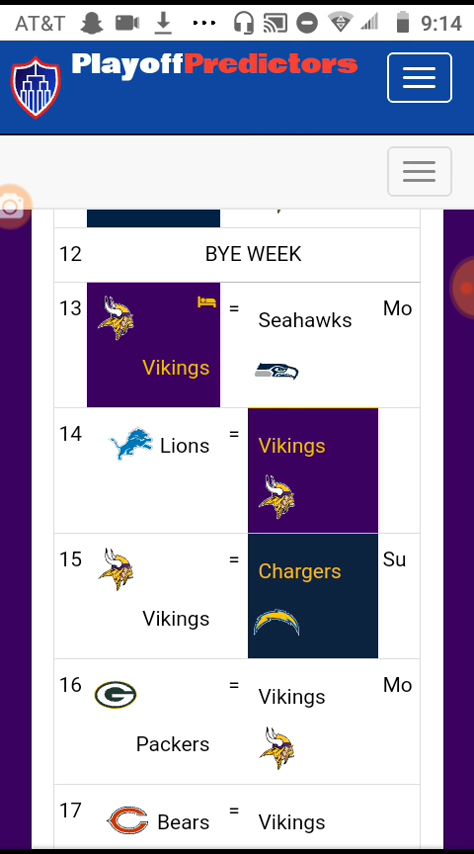 AT&T 9:14
PlayoffPredictors
12 BYE WEEK
13 = Mo
Seahawks
Vikings
14 Lions = Vikings
15 = Su
Chargers
Vikings
16 = Vikings Mo
Packers
17 Bears = Vikings